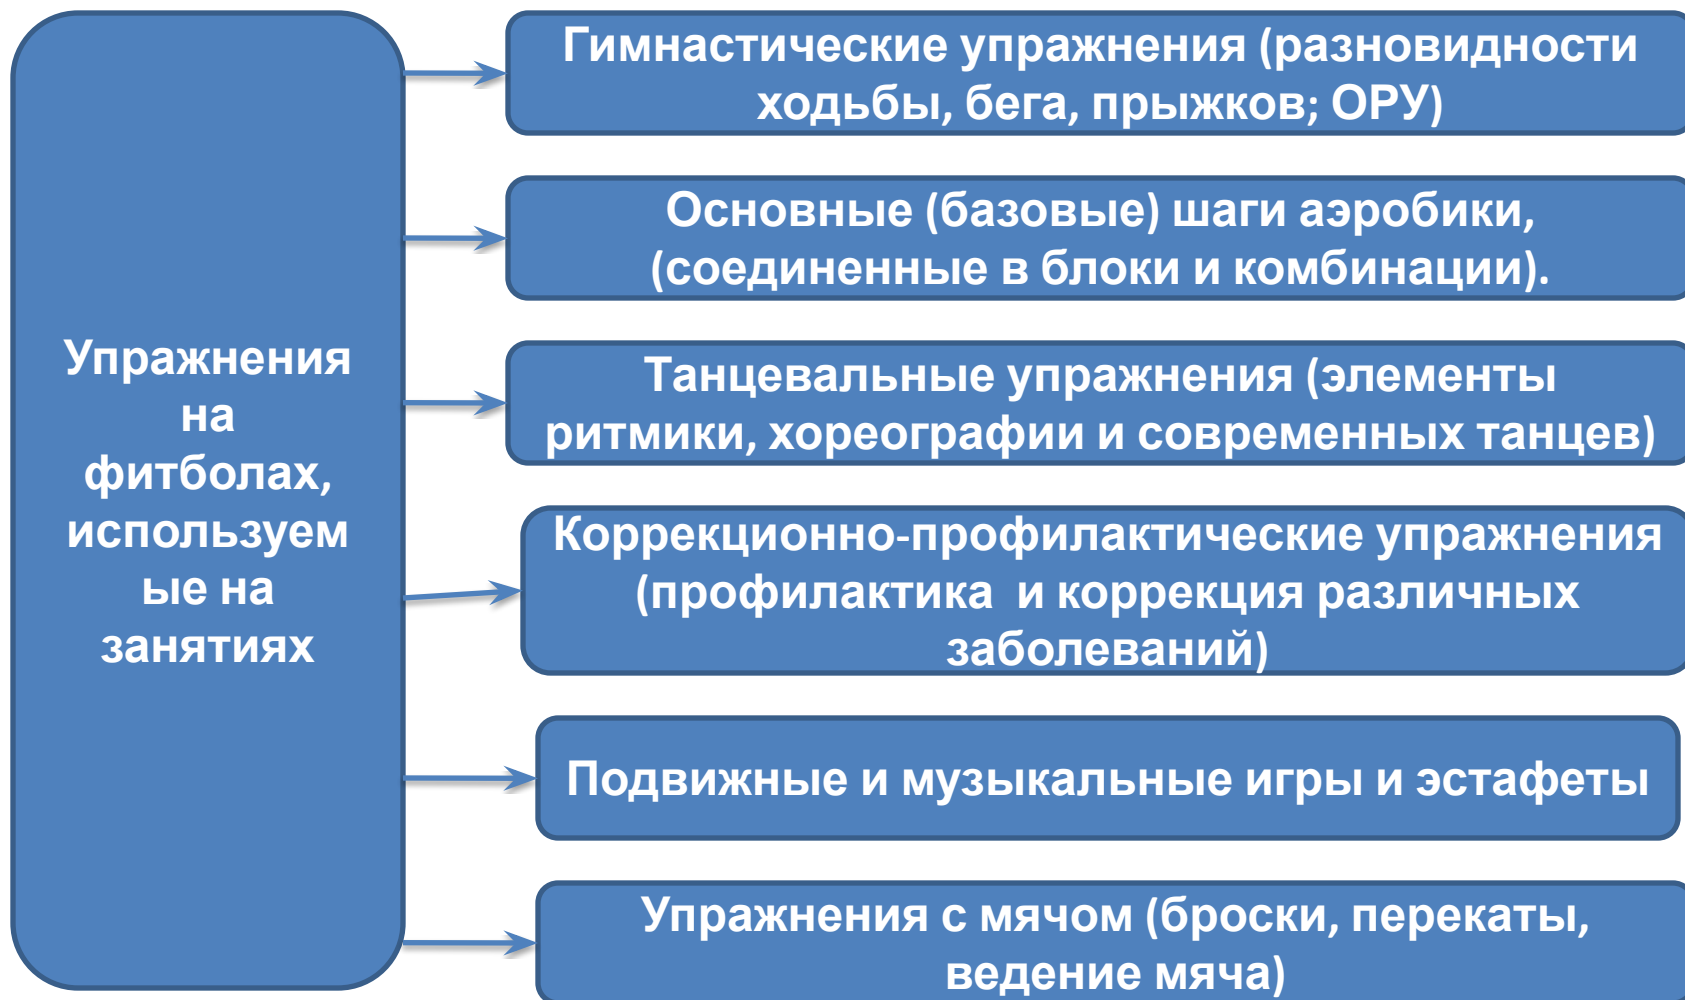 Упражнения
на
фитболах,
используем
ые на
занятиях
Гимнастические упражнения (разновидности
ходьбы, бега, прыжков; ОРУ)
Основные (базовые) шаги аэробики,
(соединенные в блоки и комбинации).
Танцевальные упражнения (элементы
ритмики, хореографии и современных танцев)
Коррекционно-профилактические упражнения
(профилактика  и коррекция различных
заболеваний)
Подвижные и музыкальные игры и эстафеты
Упражнения с мячом (броски, перекаты,
ведение мяча)